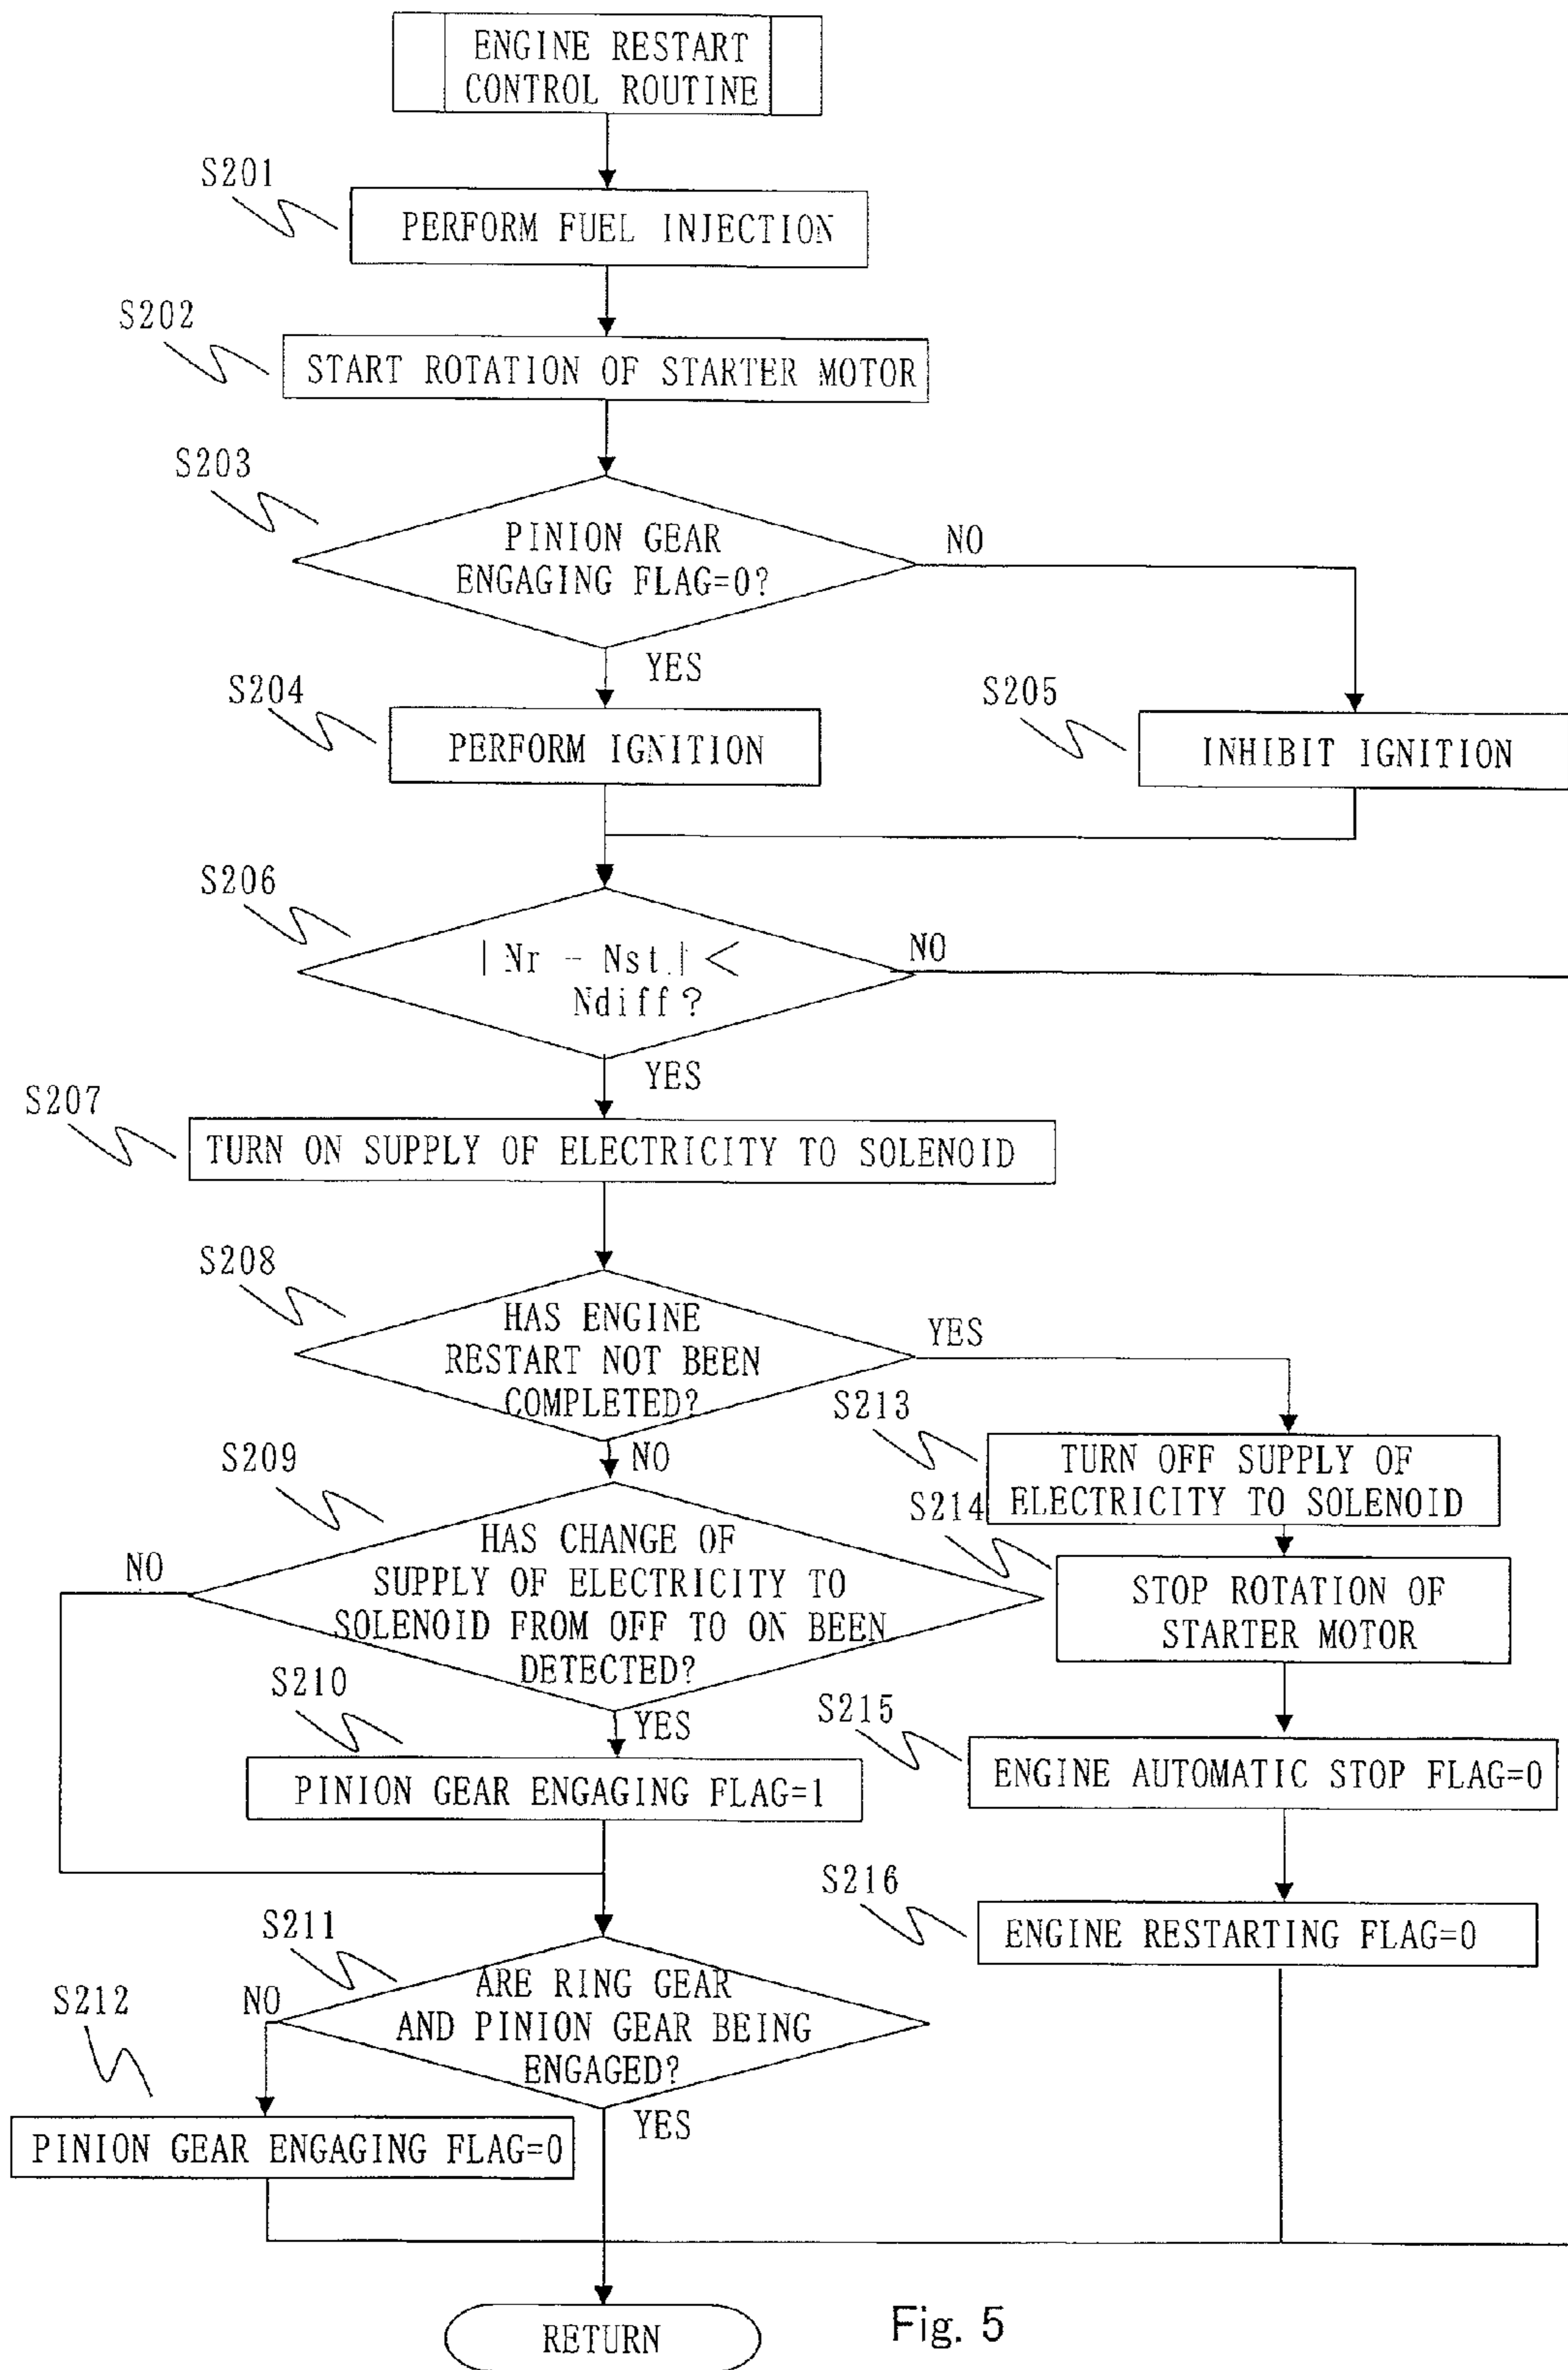 ENGINE RESTART
CONTROL ROUTINE
S201
PERFORM FUEL INJECTION
S202
START ROTATION OF STARTER MOTOR
S203
PINION GEAR
ENGAGING FLAG=0?
NO
YES
S204
PERFORM IGNITION
S205
INHIBIT IGNITION
S206
|Nr - Nst|<
Ndiff?
NO
YES
S207
TURN ON SUPPLY OF ELECTRICITY TO SOLENOID
S208
HAS ENGINE
RESTART NOT BEEN
COMPLETED?
YES
NO
S213
TURN OFF SUPPLY OF
ELECTRICITY TO SOLENOID
S209
HAS CHANGE OF
SUPPLY OF ELECTRICITY TO
SOLENOID FROM OFF TO ON BEEN
DETECTED?
NO
YES
S214
STOP ROTATION OF
STARTER MOTOR
S210
PINION GEAR ENGAGING FLAG=1
S215
ENGINE AUTOMATIC STOP FLAG=0
S216
ENGINE RESTARTING FLAG=0
S211
ARE RING GEAR
AND PINION GEAR BEING
ENGAGED?
NO
YES
S212
PINION GEAR ENGAGING FLAG=0
RETURN
Fig. 5